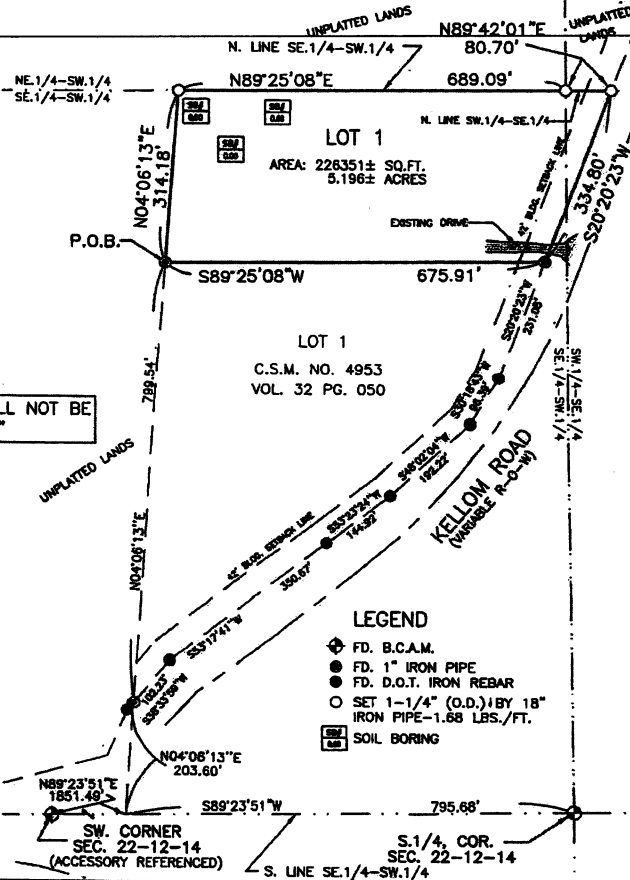 UNPLATTED LANDS
N89°42'01"E
80.70'
UNPLATTED
LANDS
N. LINE SE.1/4-SW.1/4
NE.1/4-SW.1/4
SE.1/4-SW.1/4
N89°25'08"E
689.09'
N. LINE SW.1/4-SE.1/4
LOT 1
AREA: 226351± SQ.FT.
5.196± ACRES
N04°06'13"E
314.18'
42' BLDG. SETBACK LINE
334.80'
S20°20'23"W
EXISTING DRIVE
P.O.B.
S89°25'08"W
675.91'
S20°20'23"W
231.08'
LOT 1
C.S.M. NO. 4953
VOL. 32 PG. 050
SE.1/4-SW.1/4
SW.1/4-SE.1/4
799.54'
LL NOT BE
UNPLATTED LANDS
S48°02'04"W
192.22'
KELLOM ROAD
(VARIABLE R-O-W)
S53°23'24"W
144.92'
42' BLDG. SETBACK LINE
350.67'
N04°06'13"E
S53°17'41"W
102.23'
LEGEND
FD. B.C.A.M.
FD. 1" IRON PIPE
FD. D.O.T. IRON REBAR
SET 1-1/4" (O.D.) BY 18"
IRON PIPE-1.68 LBS./FT.
SOIL BORING
N04°06'13"E
203.60'
N89°23'51"E
1851.49'
S89°23'51"W
795.68'
SW. CORNER
SEC. 22-12-14
(ACCESSORY REFERENCED)
S.1/4, COR.
SEC. 22-12-14
S. LINE SE.1/4-SW.1/4